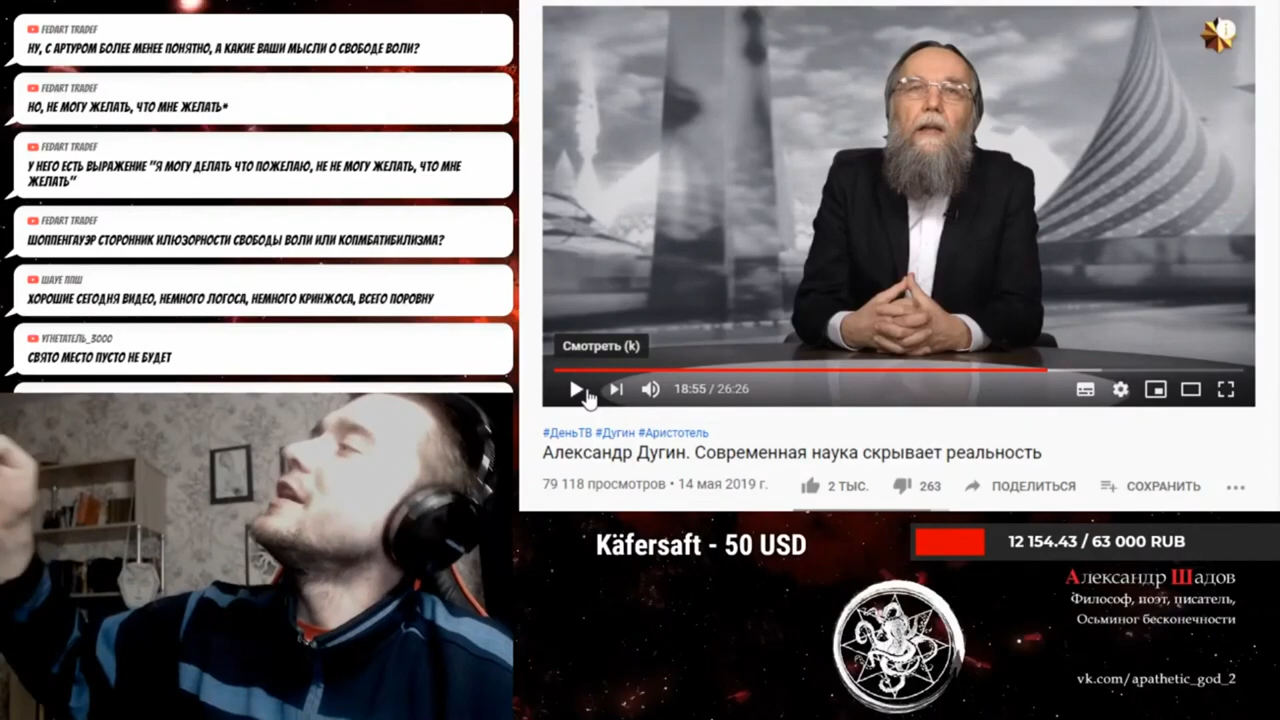 FEDART TRADEF
НУ, С АРТУРОМ БОЛЕЕ МЕНЕЕ ПОНЯТНО, А КАКИЕ ВАШИ МЫСЛИ О СВОБОДЕ ВОЛИ?
FEDART TRADEF
НО, НЕ МОГУ ЖЕЛАТЬ, ЧТО МНЕ ЖЕЛАТЬ*
FEDART TRADEF
У НЕГО ЕСТЬ ВЫРАЖЕНИЕ "Я МОГУ ДЕЛАТЬ ЧТО ПОЖЕЛАЮ, НЕ НЕ МОГУ ЖЕЛАТЬ, ЧТО МНЕ
ЖЕЛАТЬ"
FEDART TRADEF
ШОППЕНГАУЭР СТОРОННИК ИЛЮЗОРНОСТИ СВОБОДЫ ВОЛИ ИЛИ КОПМБАТИБИЛИЗМА?
ШАУЕ ППШ
ХОРОШИЕ СЕГОДНЯ ВИДЕО, НЕМНОГО ЛОГОСА, НЕМНОГО КРИНЖОСА, ВСЕГО ПОРОВНУ
УГНЕТАТЕЛЬ_3000
СВЯТО МЕСТО ПУСТО НЕ БУДЕТ
Смотреть (k)
18:55 / 26:26
#ДеньТВ #Дугин #Аристотель
Александр Дугин. Современная наука скрывает реальность
79 118 просмотров • 14 мая 2019 г.
2 ТЫС.
263
ПОДЕЛИТЬСЯ
СОХРАНИТЬ
Käfersaft - 50 USD
12 154.43 / 63 000 RUB
Александр Шадов
Философ, поэт, писатель,
Осьминог бесконечности
vk.com/apathetic_god_2